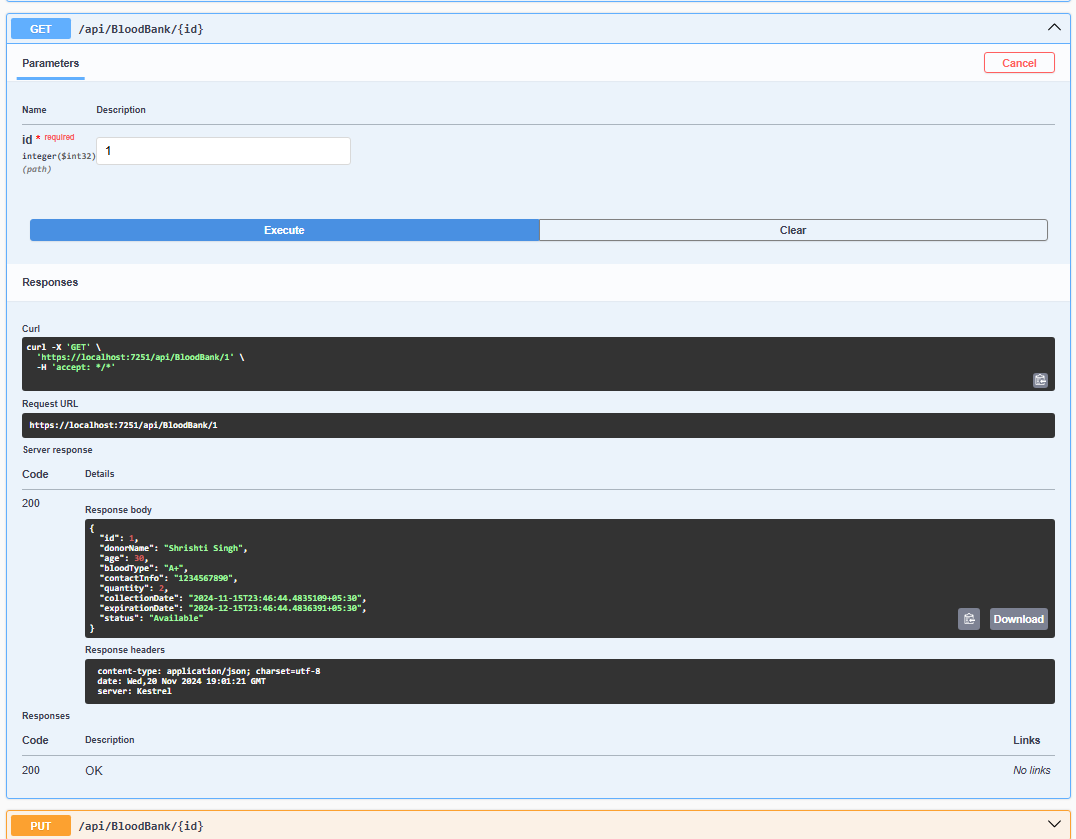 GET /api/BloodBank/{id}
Parameters
Cancel
Name Description
id * required
integer($int32)
(path)
1
Execute
Clear
Responses
Curl
curl -X 'GET' \
'https://localhost:7251/api/BloodBank/1' \
-H 'accept: */*'
Request URL
https://localhost:7251/api/BloodBank/1
Server response
Code Details
200
Response body
{
"id": 1,
"donorName": "Shrishti Singh",
"age": 30,
"bloodType": "A+",
"contactInfo": "1234567890",
"quantity": 2,
"collectionDate": "2024-11-15T23:46:44.4835109+05:30",
"expirationDate": "2024-12-15T23:46:44.4836391+05:30",
"status": "Available"
}
Download
Response headers
content-type: application/json; charset=utf-8
date: Wed,20 Nov 2024 19:01:21 GMT
server: Kestrel
Responses
Code Description Links
200 OK No links
PUT /api/BloodBank/{id}